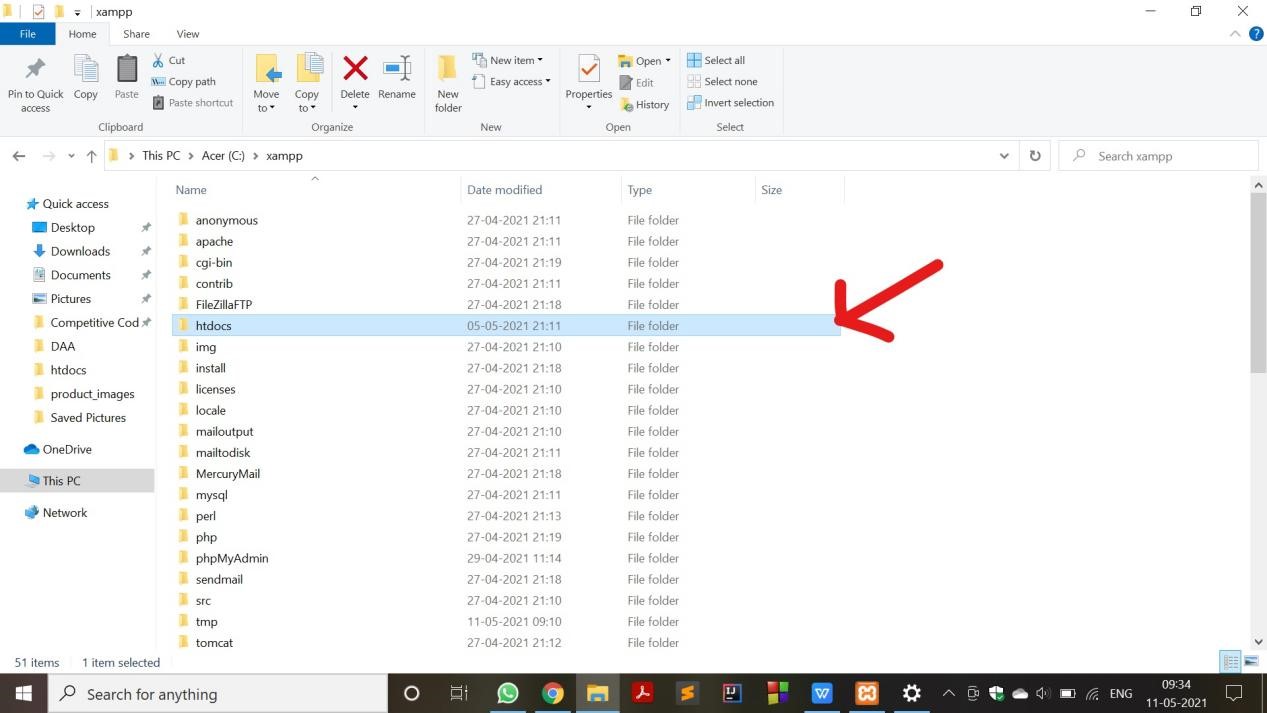 xampp
File Home Share View
Pin to Quick access
Copy
Paste
Cut
Copy path
Paste shortcut
Clipboard
Move to
Copy to
Delete
Rename
Organize
New folder
New item
Easy access
New
Properties
Open
Edit
History
Open
Select all
Select none
Invert selection
Select
This PC > Acer (C:) > xampp
Search xampp
Quick access
Desktop
Downloads
Documents
Pictures
Competitive Cod
DAA
htdocs
product_images
Saved Pictures
OneDrive
This PC
Network
Name Date modified Type Size
anonymous 27-04-2021 21:11 File folder
apache 27-04-2021 21:11 File folder
cgi-bin 27-04-2021 21:19 File folder
contrib 27-04-2021 21:11 File folder
FileZillaFTP 27-04-2021 21:18 File folder
htdocs 05-05-2021 21:11 File folder
img 27-04-2021 21:10 File folder
install 27-04-2021 21:18 File folder
licenses 27-04-2021 21:10 File folder
locale 27-04-2021 21:10 File folder
mailoutput 27-04-2021 21:10 File folder
mailtodisk 27-04-2021 21:11 File folder
MercuryMail 27-04-2021 21:18 File folder
mysql 27-04-2021 21:11 File folder
perl 27-04-2021 21:13 File folder
php 27-04-2021 21:19 File folder
phpMyAdmin 29-04-2021 11:14 File folder
sendmail 27-04-2021 21:18 File folder
src 27-04-2021 21:10 File folder
tmp 11-05-2021 09:10 File folder
tomcat 27-04-2021 21:12 File folder
51 items 1 item selected
Search for anything
ENG
09:34
11-05-2021